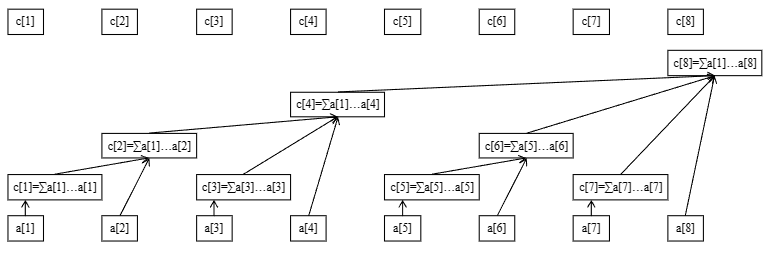 c[1] c[2] c[3] c[4] c[5] c[6] c[7] c[8]
c[8]=∑a[1]…a[8]
c[4]=∑a[1]…a[4]
c[2]=∑a[1]…a[2] c[6]=∑a[5]…a[6]
c[1]=∑a[1]…a[1] c[3]=∑a[3]…a[3] c[5]=∑a[5]…a[5] c[7]=∑a[7]…a[7]
a[1] a[2] a[3] a[4] a[5] a[6] a[7] a[8]